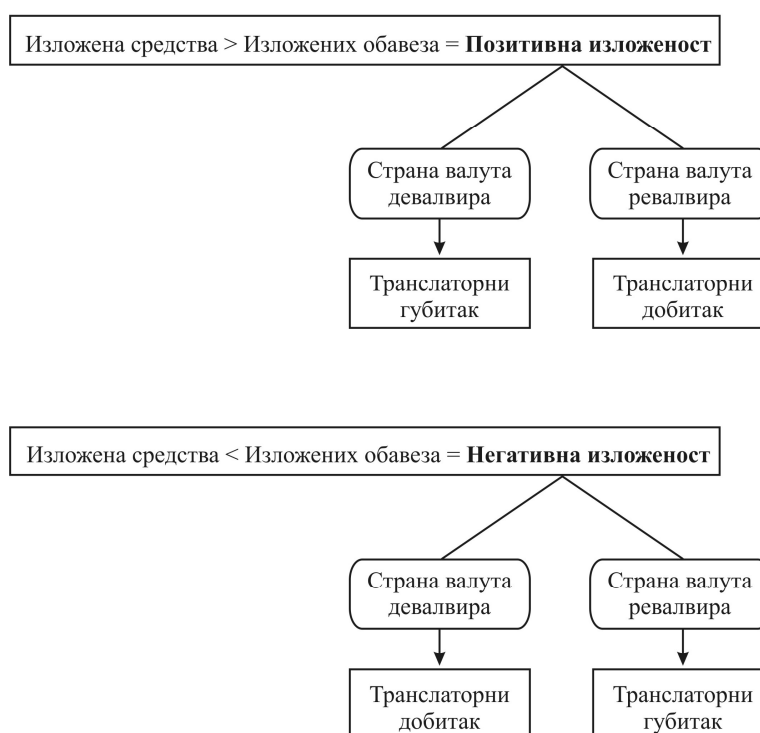 Изложена средства > Изложених обавеза = Позитивна изложеност
Страна валута
девалвира
Страна валута
ревалвира
Транслаторни
губитак
Транслаторни
добитак
Изложена средства < Изложених обавеза = Негативна изложеност
Страна валута
девалвира
Страна валута
ревалвира
Транслаторни
добитак
Транслаторни
губитак